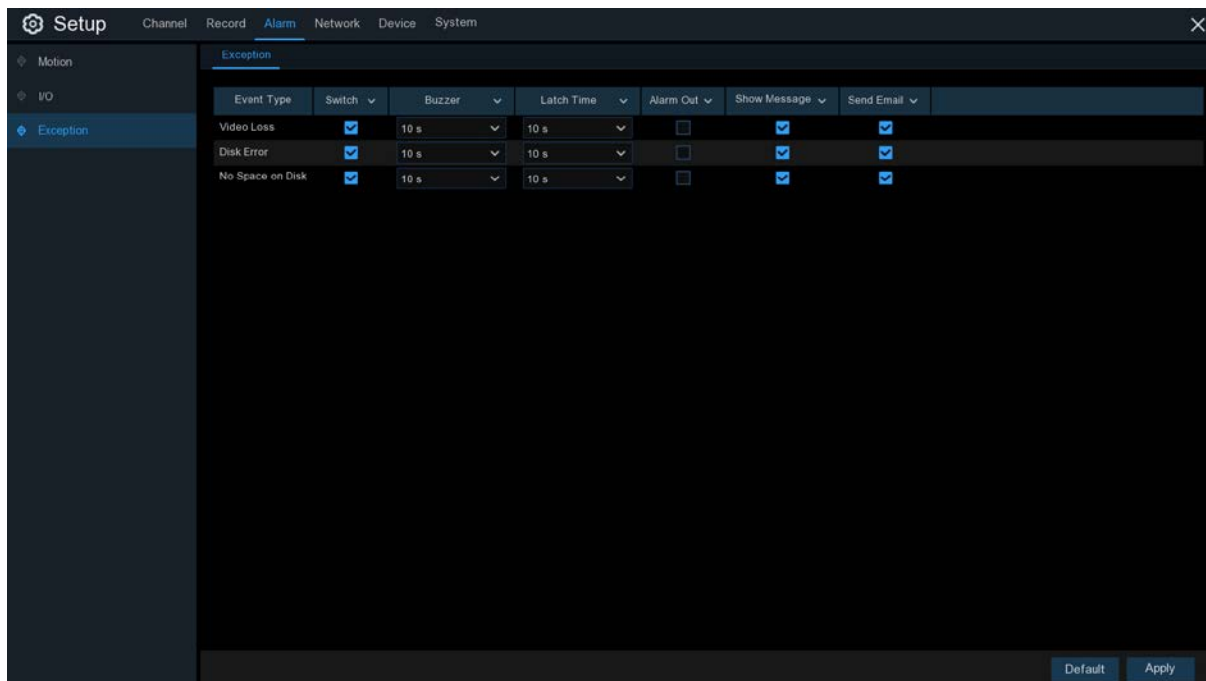 Setup Channel Record Alarm Network Device System
Motion
I/O
Exception
Exception
Event Type Switch Buzzer Latch Time Alarm Out Show Message Send Email
Video Loss 10 s 10 s
Disk Error 10 s 10 s
No Space on Disk 10 s 10 s
Default Apply